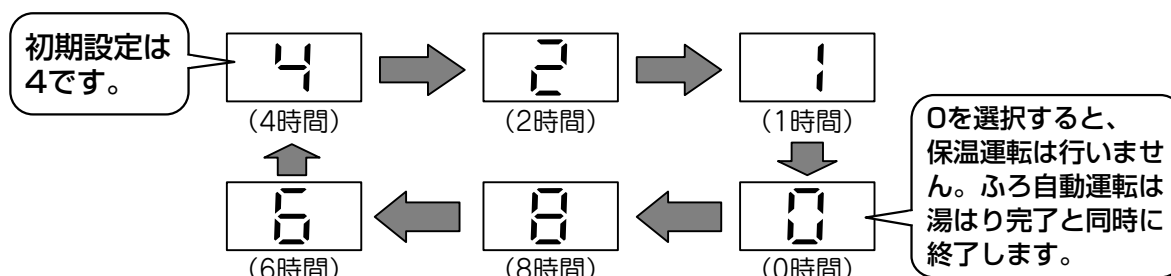 初期設定は
4です。
4
2
1
(4時間)
(2時間)
(1時間)
0を選択すると、
保温運転は行いませ
ん。ふろ自動運転は
湯はり完了と同時に
終了します。
6
8
0
(6時間)
(8時間)
(0時間)